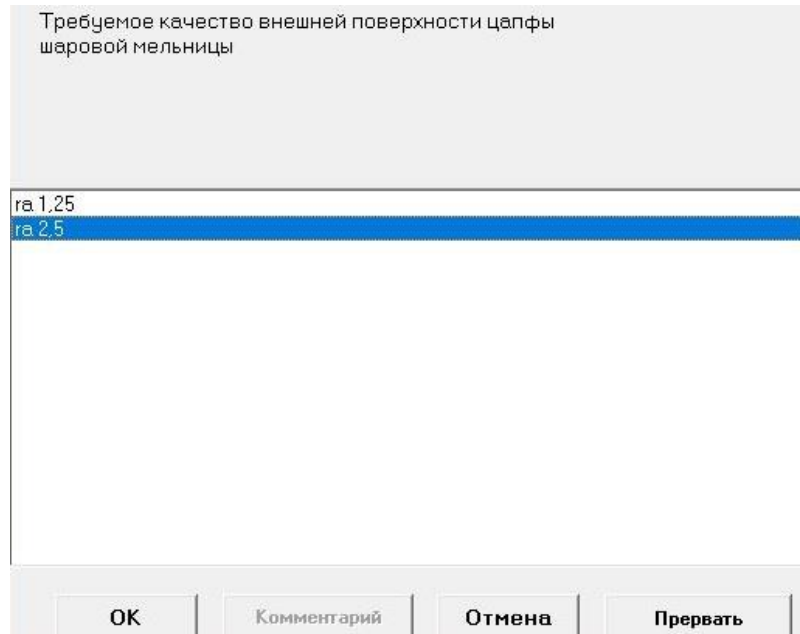 Требуемое качество внешней поверхности цапфы
шаровой мельницы
ra 1,25
ra 2,5
OK Комментарий Отмена Прервать